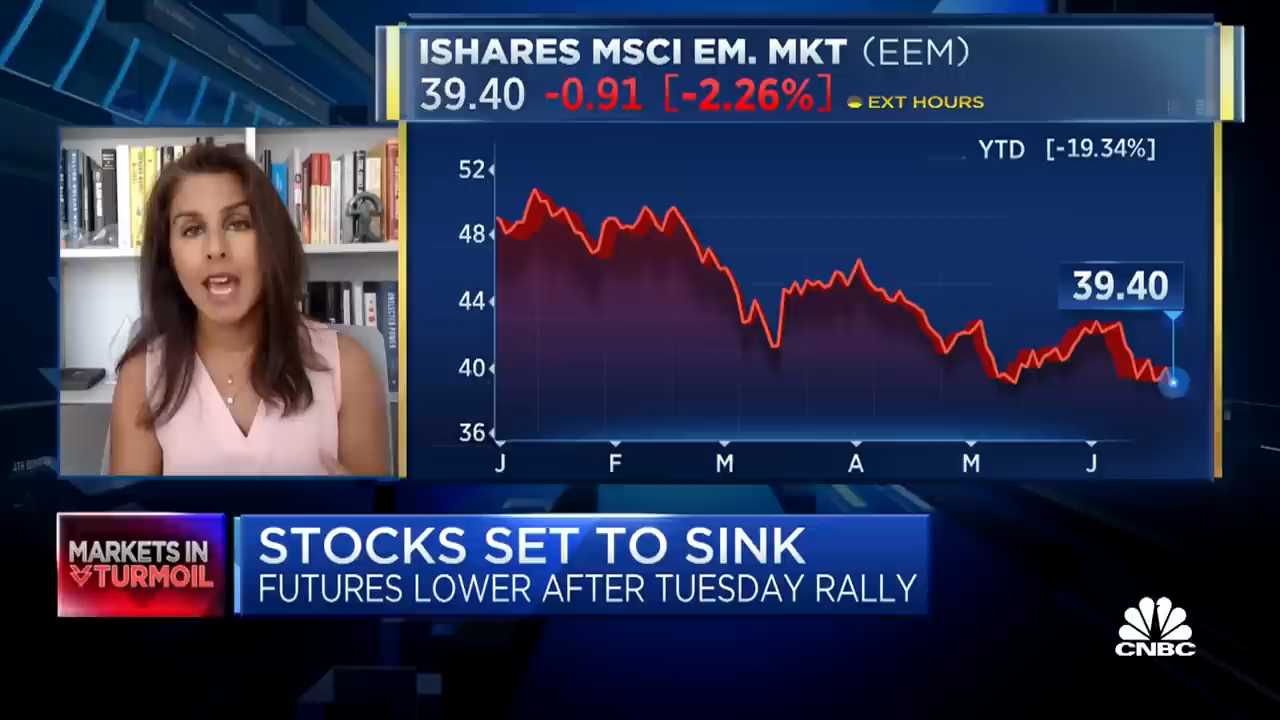 ISHARES MSCI EM. MKT (EEM)
39.40 -0.91 [-2.26%] EXT HOURS
YTD [-19.34%]
52
48
44
40
36
39.40
J F M A M J
MARKETS IN
TURMOIL
STOCKS SET TO SINK
FUTURES LOWER AFTER TUESDAY RALLY
CNBC